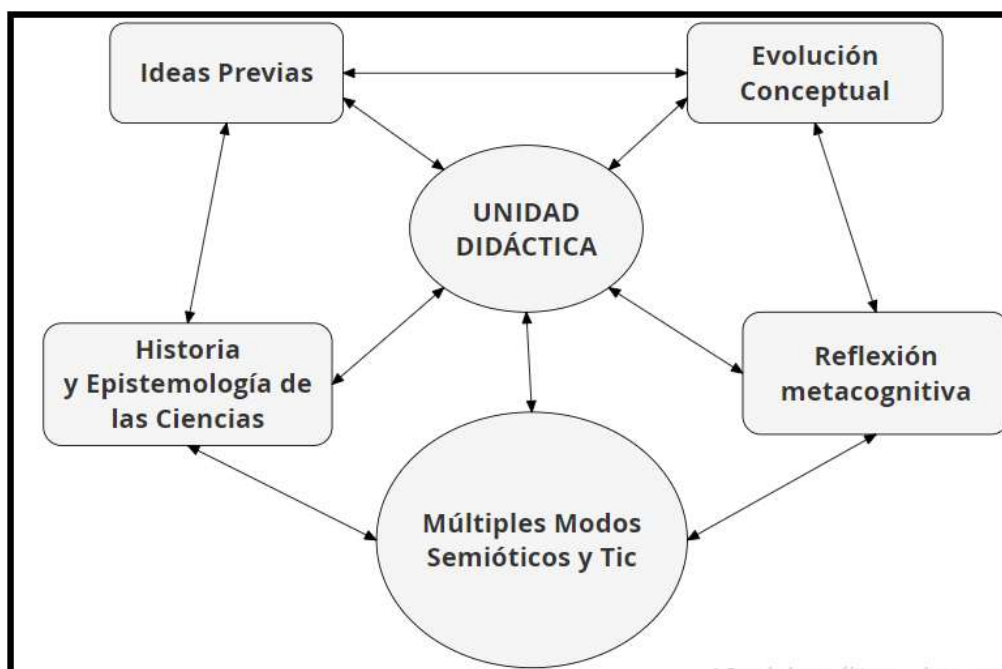 Ideas Previas
Evolución
Conceptual
UNIDAD
DIDÁCTICA
Historia
y Epistemología de
las Ciencias
Reflexión
metacognitiva
Múltiples Modos
Semióticos y Tic